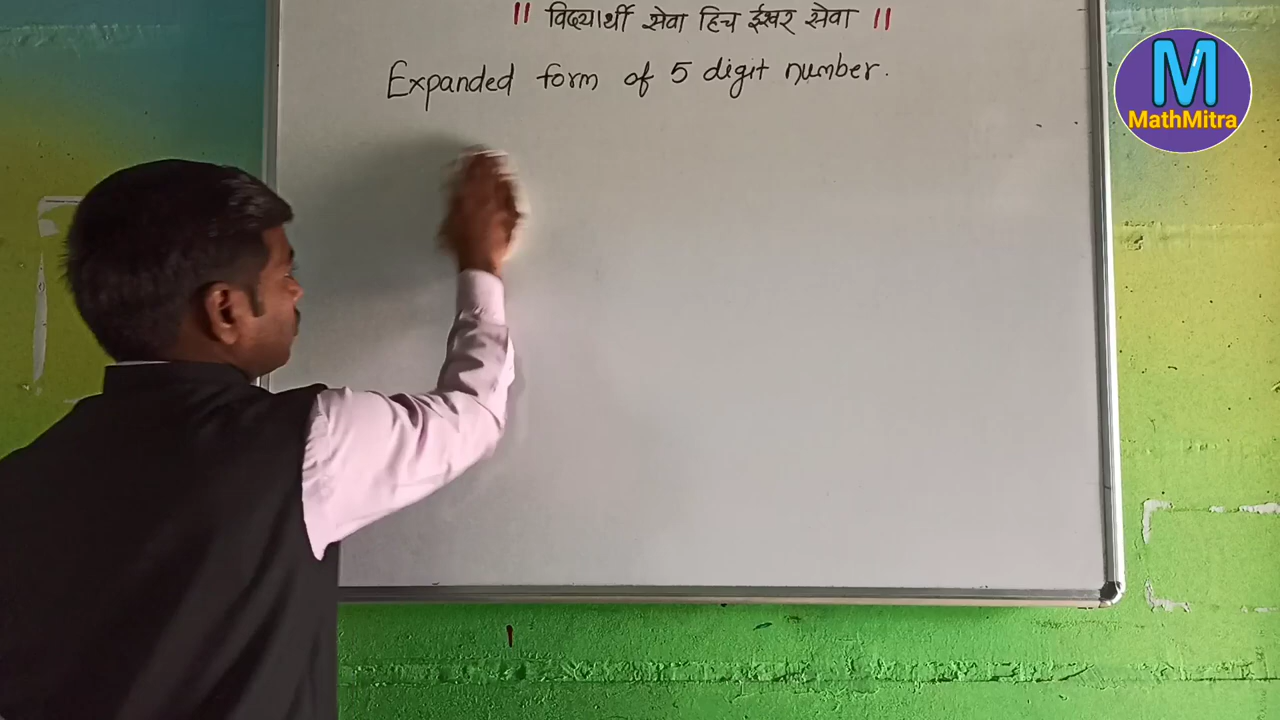 ॥ विद्यार्थी सेवा हिच ईश्वर सेवा ॥
Expanded form of 5 digit number.
M
MathMitra